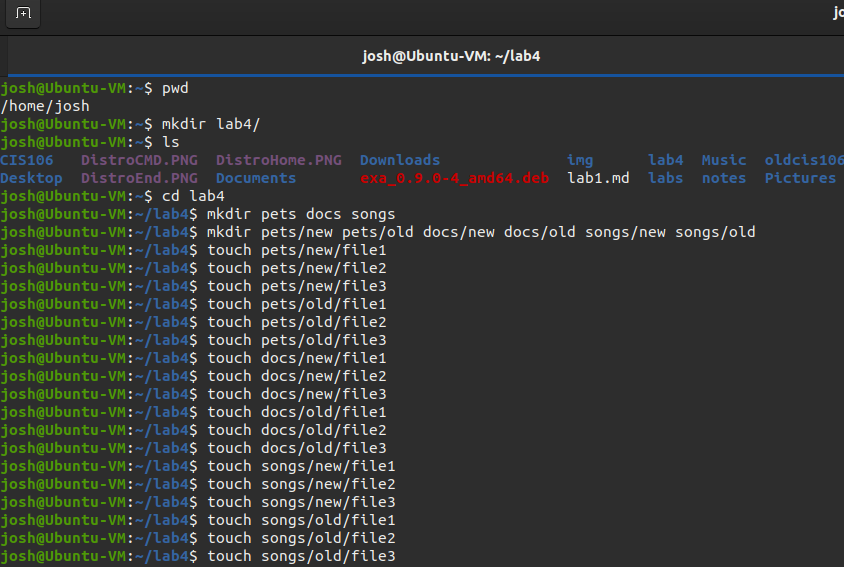 jo
josh@Ubuntu-VM: ~/lab4
josh@Ubuntu-VM:~$ pwd
/home/josh
josh@Ubuntu-VM:~$ mkdir lab4/
josh@Ubuntu-VM:~$ ls
CIS106 DistroCMD.PNG DistroHome.PNG Downloads img lab4 Music oldcis106
Desktop DistroEnd.PNG Documents exa_0.9.0-4_amd64.deb lab1.md labs notes Pictures
josh@Ubuntu-VM:~$ cd lab4
josh@Ubuntu-VM:~/lab4$ mkdir pets docs songs
josh@Ubuntu-VM:~/lab4$ mkdir pets/new pets/old docs/new docs/old songs/new songs/old
josh@Ubuntu-VM:~/lab4$ touch pets/new/file1
josh@Ubuntu-VM:~/lab4$ touch pets/new/file2
josh@Ubuntu-VM:~/lab4$ touch pets/new/file3
josh@Ubuntu-VM:~/lab4$ touch pets/old/file1
josh@Ubuntu-VM:~/lab4$ touch pets/old/file2
josh@Ubuntu-VM:~/lab4$ touch pets/old/file3
josh@Ubuntu-VM:~/lab4$ touch docs/new/file1
josh@Ubuntu-VM:~/lab4$ touch docs/new/file2
josh@Ubuntu-VM:~/lab4$ touch docs/new/file3
josh@Ubuntu-VM:~/lab4$ touch docs/old/file1
josh@Ubuntu-VM:~/lab4$ touch docs/old/file2
josh@Ubuntu-VM:~/lab4$ touch docs/old/file3
josh@Ubuntu-VM:~/lab4$ touch songs/new/file1
josh@Ubuntu-VM:~/lab4$ touch songs/new/file2
josh@Ubuntu-VM:~/lab4$ touch songs/new/file3
josh@Ubuntu-VM:~/lab4$ touch songs/old/file1
josh@Ubuntu-VM:~/lab4$ touch songs/old/file2
josh@Ubuntu-VM:~/lab4$ touch songs/old/file3